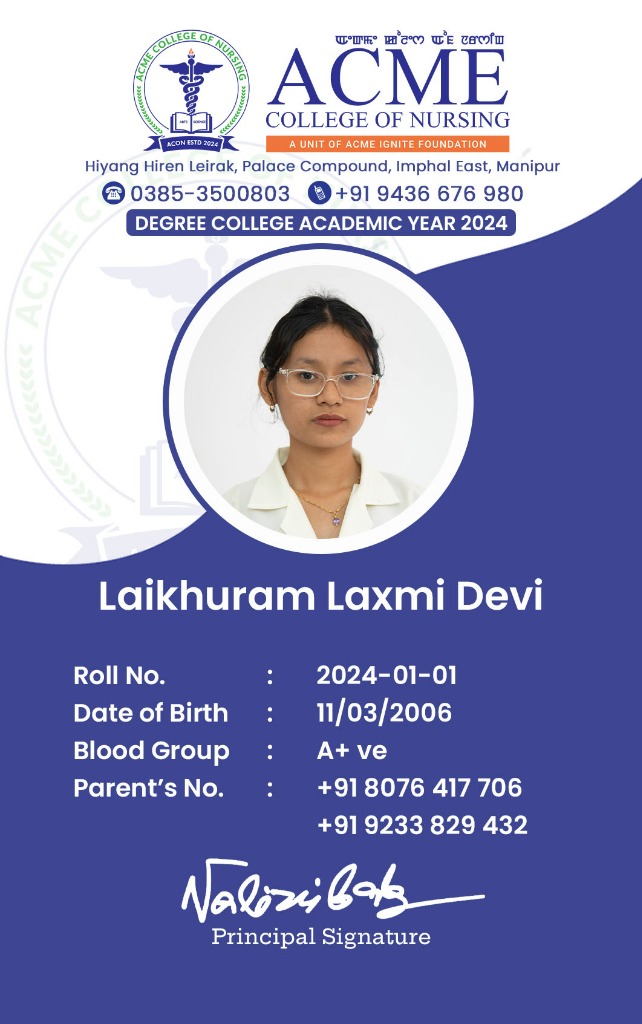 ACME COLLEGE OF NURSING
ARTS SCIENCE
ACON ESTD 2024
ACME
COLLEGE OF NURSING
A UNIT OF ACME IGNITE FOUNDATION
Hiyang Hiren Leirak, Palace Compound, Imphal East, Manipur
0385-3500803 +91 9436 676 980
DEGREE COLLEGE ACADEMIC YEAR 2024
Laikhuram Laxmi Devi
Roll No. : 2024-01-01
Date of Birth : 11/03/2006
Blood Group : A+ ve
Parent’s No. : +91 8076 417 706
+91 9233 829 432
Principal Signature